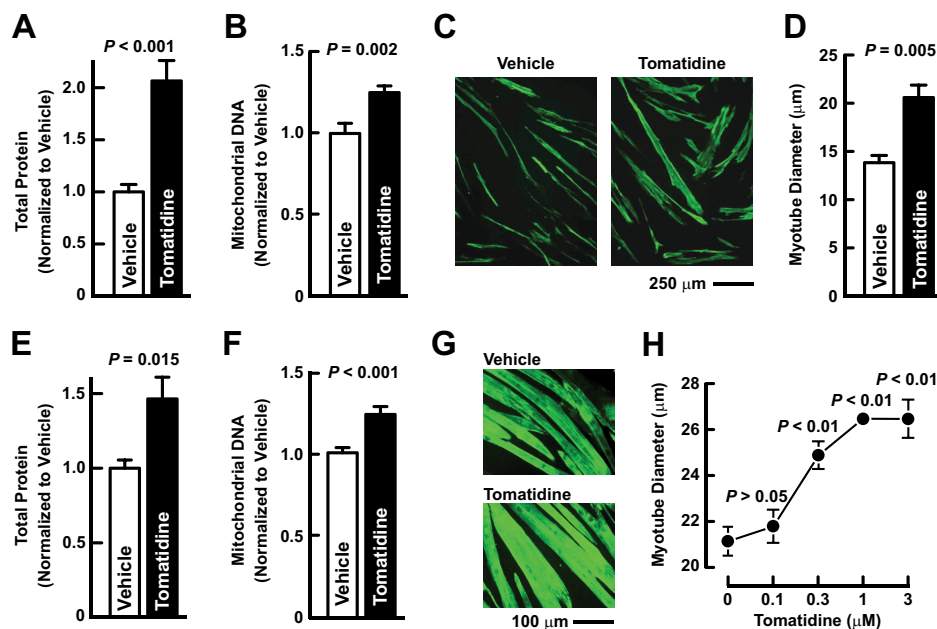 A
Total Protein
(Normalized to Vehicle)
P < 0.001
2.0
1.5
1.0
0.5
0
Vehicle
Tomatidine
B
Mitochondrial DNA
(Normalized to Vehicle)
P = 0.002
1.5
1.0
0.5
0
Vehicle
Tomatidine
C
Vehicle
Tomatidine
250 μm
D
Myotube Diameter (μm)
P = 0.005
25
20
15
10
5
0
Vehicle
Tomatidine
E
Total Protein
(Normalized to Vehicle)
P = 0.015
1.5
1.0
0.5
0
Vehicle
Tomatidine
F
Mitochondrial DNA
(Normalized to Vehicle)
P < 0.001
1.5
1.0
0.5
0
Vehicle
Tomatidine
G
Vehicle
Tomatidine
100 μm
H
Myotube Diameter (μm)
28
26
24
22
20
P > 0.05
P < 0.01
P < 0.01
P < 0.01
0 0.1 0.3 1 3
Tomatidine (μM)